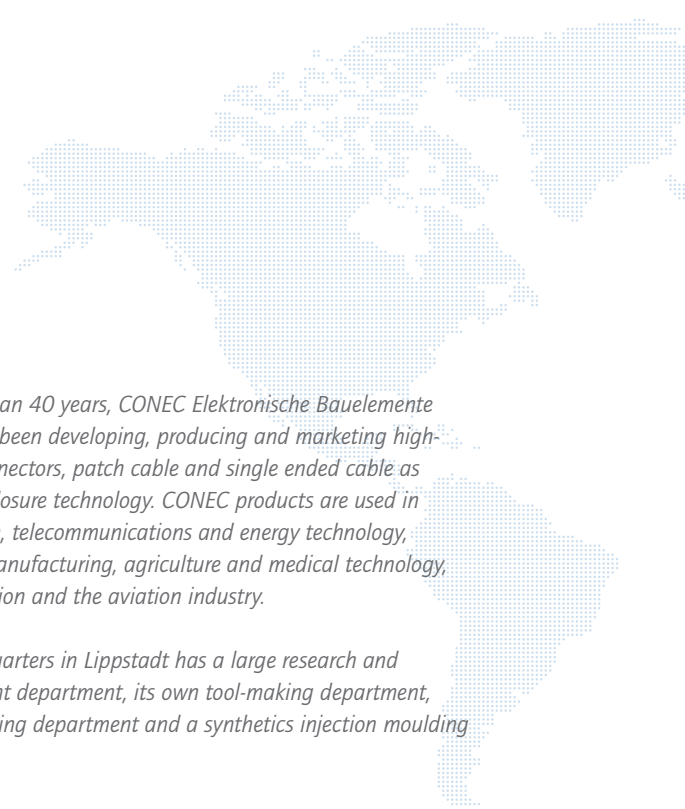 an 40 years, CONEC Elektronische Bauelemente
been developing, producing and marketing high-
nectors, patch cable and single ended cable as
losure technology. CONEC products are used in
, telecommunications and energy technology,
anufacturing, agriculture and medical technology,
ion and the aviation industry.
uarters in Lippstadt has a large research and
nt department, its own tool-making department,
ing department and a synthetics injection moulding